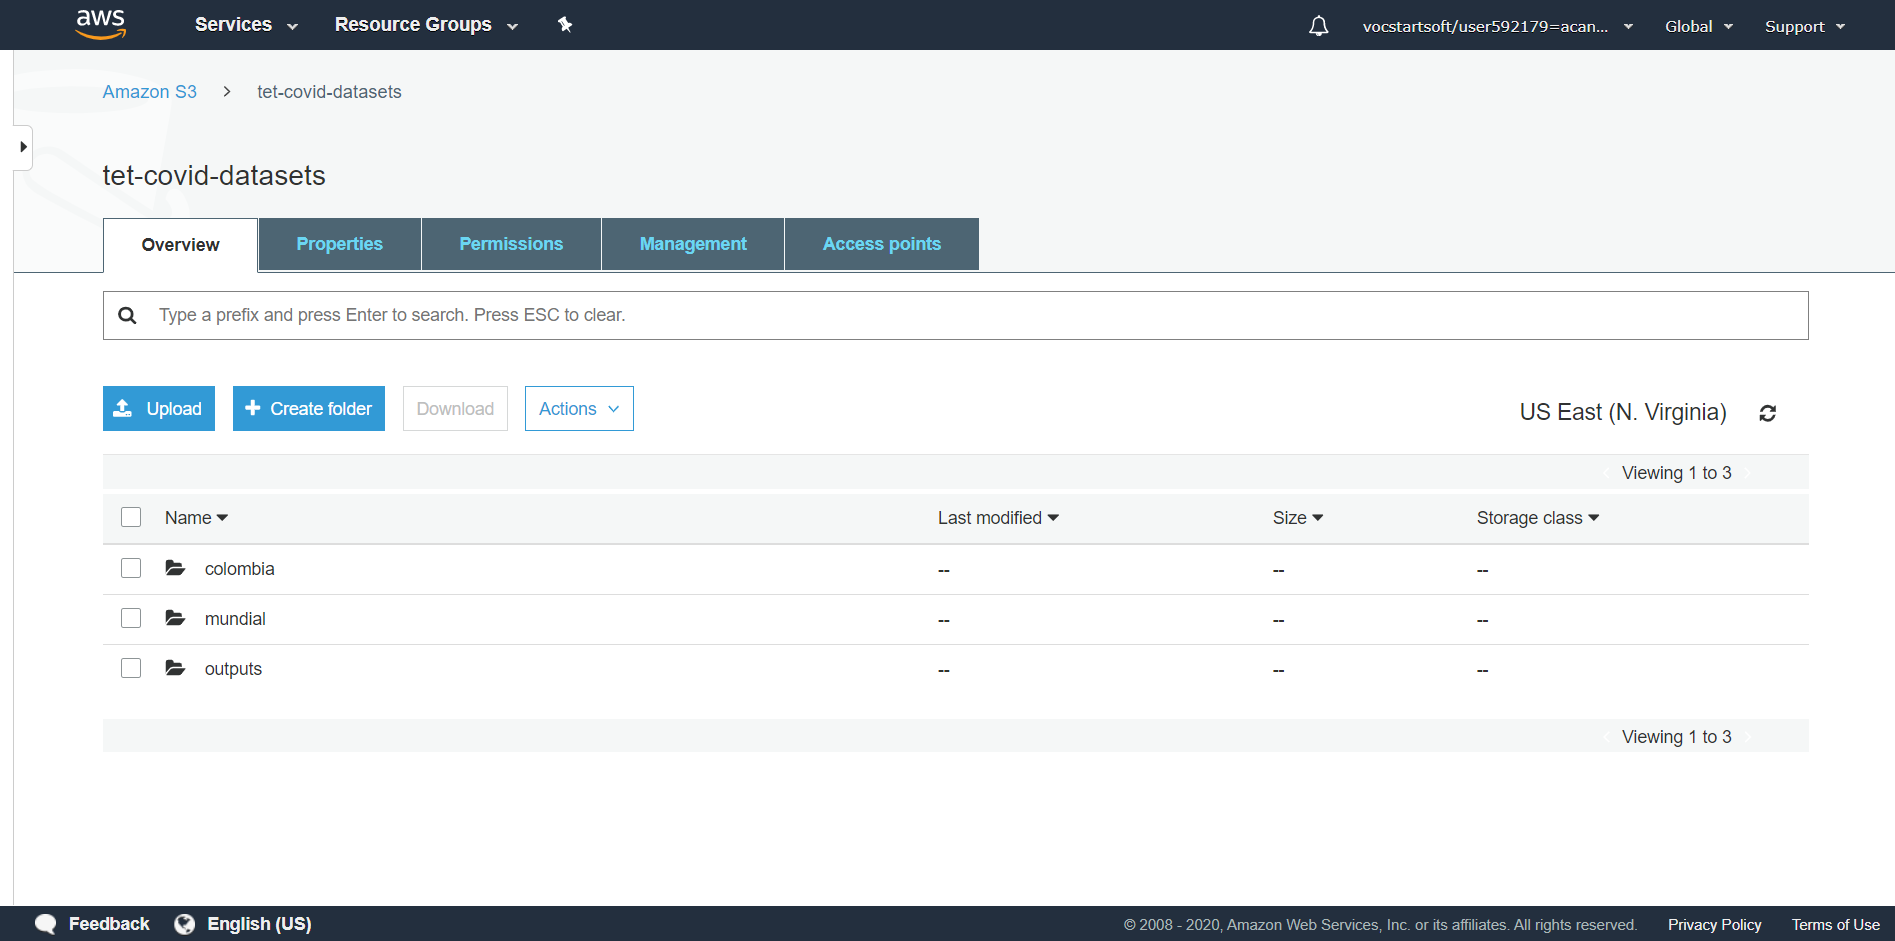 aws Services Resource Groups vocstartsoft/user592179=acan... Global Support
Amazon S3 > tet-covid-datasets
tet-covid-datasets
Overview Properties Permissions Management Access points
Type a prefix and press Enter to search. Press ESC to clear.
Upload + Create folder Download Actions US East (N. Virginia)
Viewing 1 to 3
Name Last modified Size Storage class
colombia -- -- --
mundial -- -- --
outputs -- -- --
Viewing 1 to 3
Feedback English (US) © 2008 - 2020, Amazon Web Services, Inc. or its affiliates. All rights reserved. Privacy Policy Terms of Use